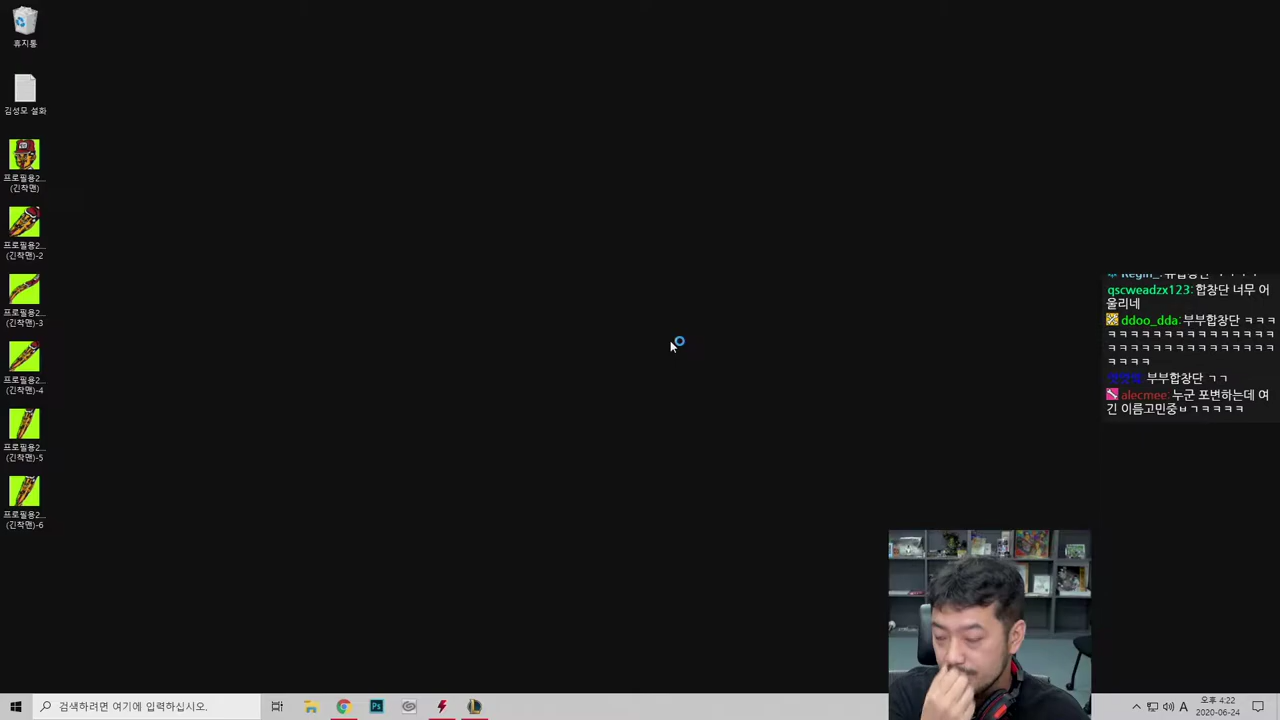 휴지통
김성모 설화
프로필용2...
(긴착맨)
프로필용2...
(긴착맨)-2
프로필용2...
(긴착맨)-3
프로필용2...
(긴착맨)-4
프로필용2...
(긴착맨)-5
프로필용2...
(긴착맨)-6
qscweadzx123: 합창단 너무 어
울리네
ddoo_dda: 부부합창단 ㅋㅋㅋ
ㅋㅋㅋㅋㅋㅋㅋㅋㅋㅋㅋㅋㅋㅋㅋ
ㅋㅋㅋㅋㅋㅋㅋㅋㅋㅋㅋㅋㅋㅋㅋ
ㅋㅋㅋㅋ
부부합창단 ㄱㄱ
alecmee: 누군 포변하는데 여
긴 이름고민중ㅂㄱㅋㅋㅋㅋ
Ps
검색하려면 여기에 입력하십시오.
A
오후 4:22
2020-06-24